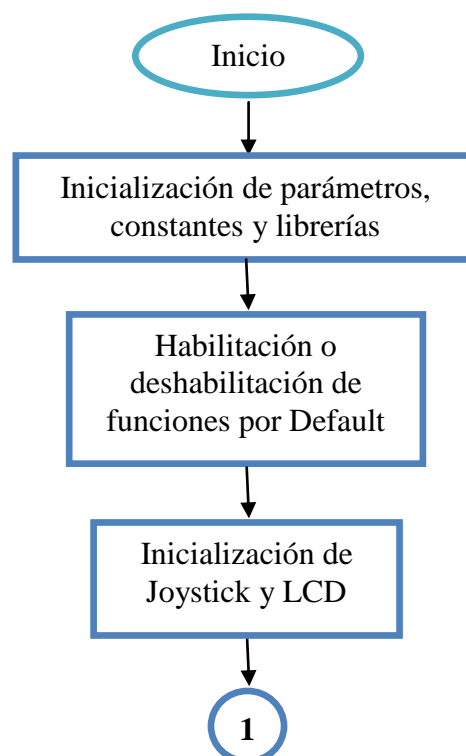 Inicio
Inicialización de parámetros,
constantes y librerías
Habilitación o
deshabilitación de
funciones por Default
Inicialización de
Joystick y LCD
1